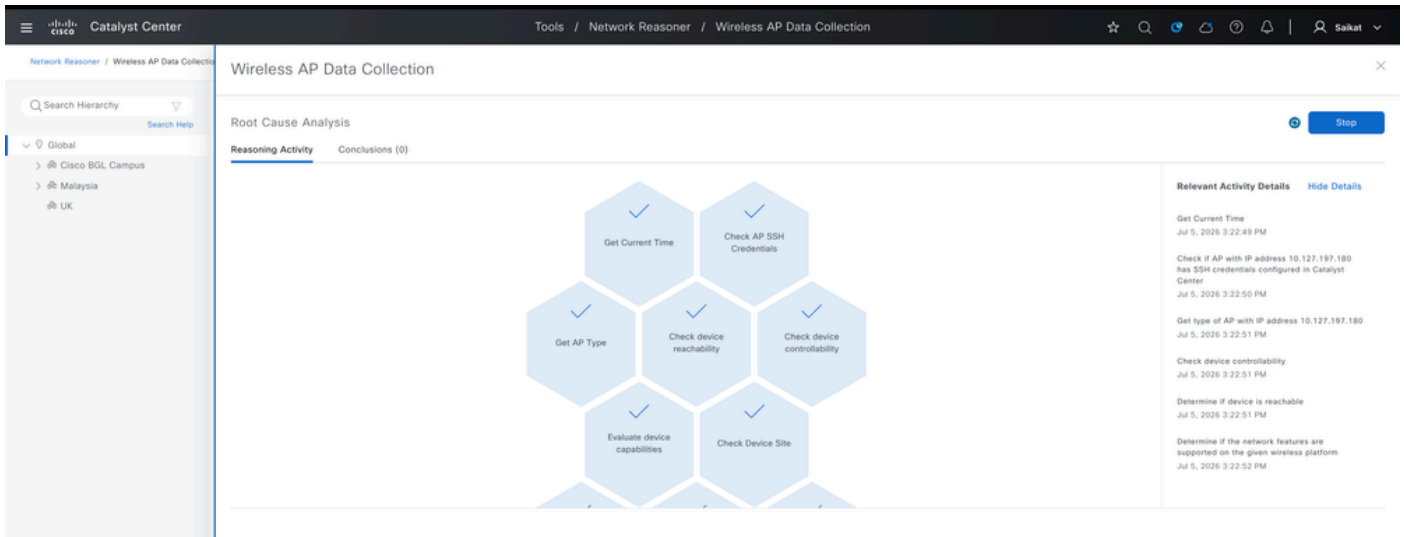 cisco
Catalyst Center
Tools / Network Reasoner / Wireless AP Data Collection
Saikat
Network Reasoner / Wireless AP Data Collectio
Search Hierarchy
Search Help
Global
Cisco BGL Campus
Malaysia
UK
Wireless AP Data Collection
Root Cause Analysis
Stop
Reasoning Activity
Conclusions (0)
Get Current Time
Check AP SSH
Credentials
Get AP Type
Check device
reachability
Check device
controllability
Evaluate device
capabilities
Check Device Site
Relevant Activity Details
Hide Details
Get Current Time
Jul 5, 2026 3:22:49 PM
Check if AP with IP address 10.127.197.180
has SSH credentials configured in Catalyst
Center
Jul 5, 2026 3:22:50 PM
Get type of AP with IP address 10.127.197.180
Jul 5, 2026 3:22:51 PM
Check device controllability
Jul 5, 2026 3:22:51 PM
Determine if device is reachable
Jul 5, 2026 3:22:51 PM
Determine if the network features are
supported on the given wireless platform
Jul 5, 2026 3:22:52 PM